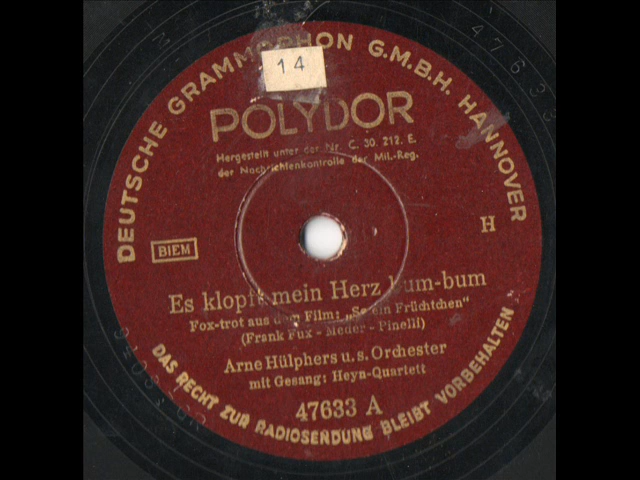 DEUTSCHE GRAMMOPHON G.M.B.H. HANNOVER
14
POLYDOR
Hergestellt unter der Nr. C. 30. 212. E.
der Nachrichtenkontrolle der Mil.-Reg.
BIEM
H
Es klopft mein Herz bum-bum
Fox-trot aus dem Film: „So ein Früchtchen"
(Frank Fux - Meder - Pinelli)
Arne Hülphers u. s. Orchester
mit Gesang: Heyn-Quartett
47633 A
DAS RECHT ZUR RADIOSENDUNG BLEIBT VORBEHALTEN
47633